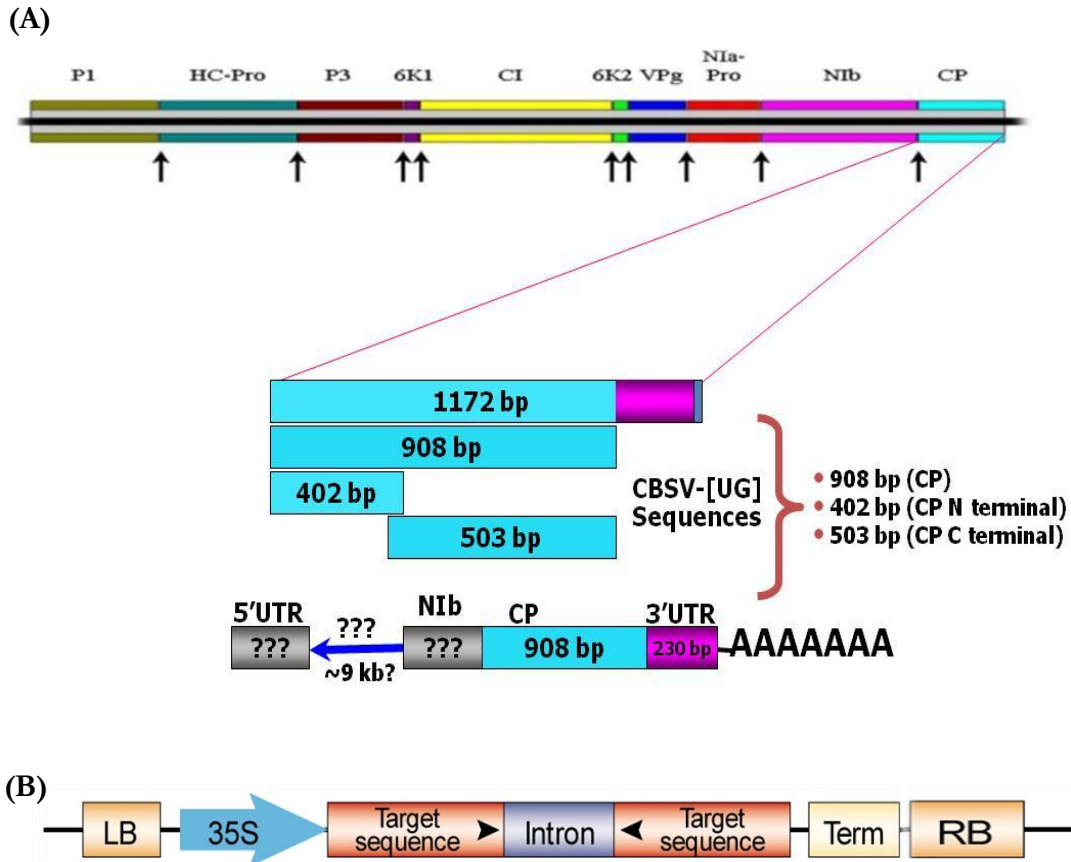 (A)
P1 HC-Pro P3 6K1 CI 6K2 VPg NIa-
Pro NIb CP
1172 bp
908 bp
402 bp
503 bp
CBSV-[UG]
Sequences
• 908 bp (CP)
• 402 bp (CP N terminal)
• 503 bp (CP C terminal)
5'UTR ??? NIb CP 3'UTR
??? ??? 908 bp 230 bp AAAAAAA
~9 kb?
(B)
LB 35S Target
sequence Intron Target
sequence Term RB